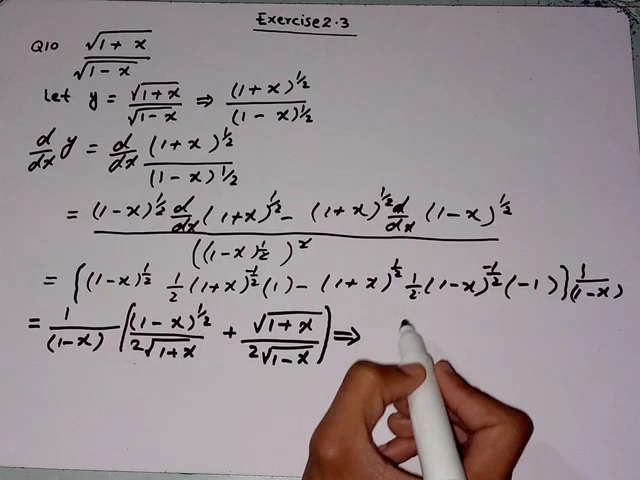 Exercise 2.3
Q10 √(1 + x) / √(1 - x)
Let y = √(1+x) / √(1-x) ⇒ (1+x)^½ / (1-x)^½
d/dx y = d/dx (1+x)^½ / (1-x)^½
= ((1-x)^½ d/dx (1+x)^½ - (1+x)^½ d/dx (1-x)^½) / ((1-x)^½)²
= [(1-x)^½ ½ (1+x)^-½ (1) - (1+x)^½ ½ (1-x)^-½ (-1)] 1/(1-x)
= 1/(1-x) [(1-x)^½ / 2√(1+x) + √(1+x) / 2√(1-x)] ⇒